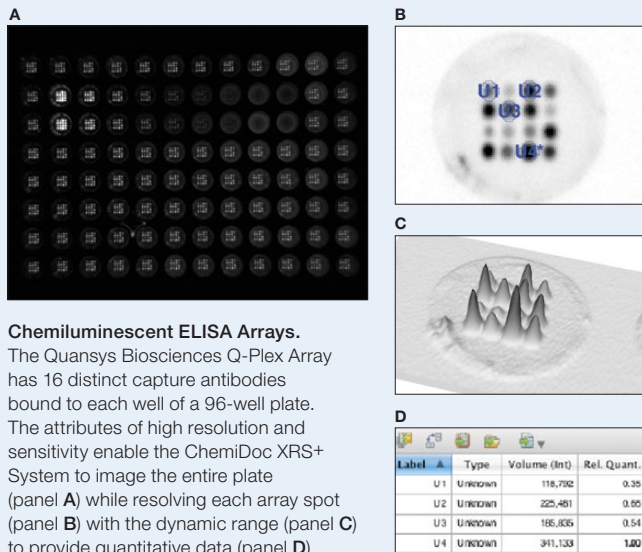 A
B
U1 U2
U3
U4*
C
Chemiluminescent ELISA Arrays.
The Quansys Biosciences Q-Plex Array
has 16 distinct capture antibodies
bound to each well of a 96-well plate.
The attributes of high resolution and
sensitivity enable the ChemiDoc XRS+
System to image the entire plate
(panel A) while resolving each array spot
(panel B) with the dynamic range (panel C)
to provide quantitative data (panel D)
D
Label Type Volume (Int) Rel. Quant.
U1 Unknown 118,792 0.35
U2 Unknown 225,461 0.66
U3 Unknown 185,835 0.54
U4 Unknown 341,133 1.00